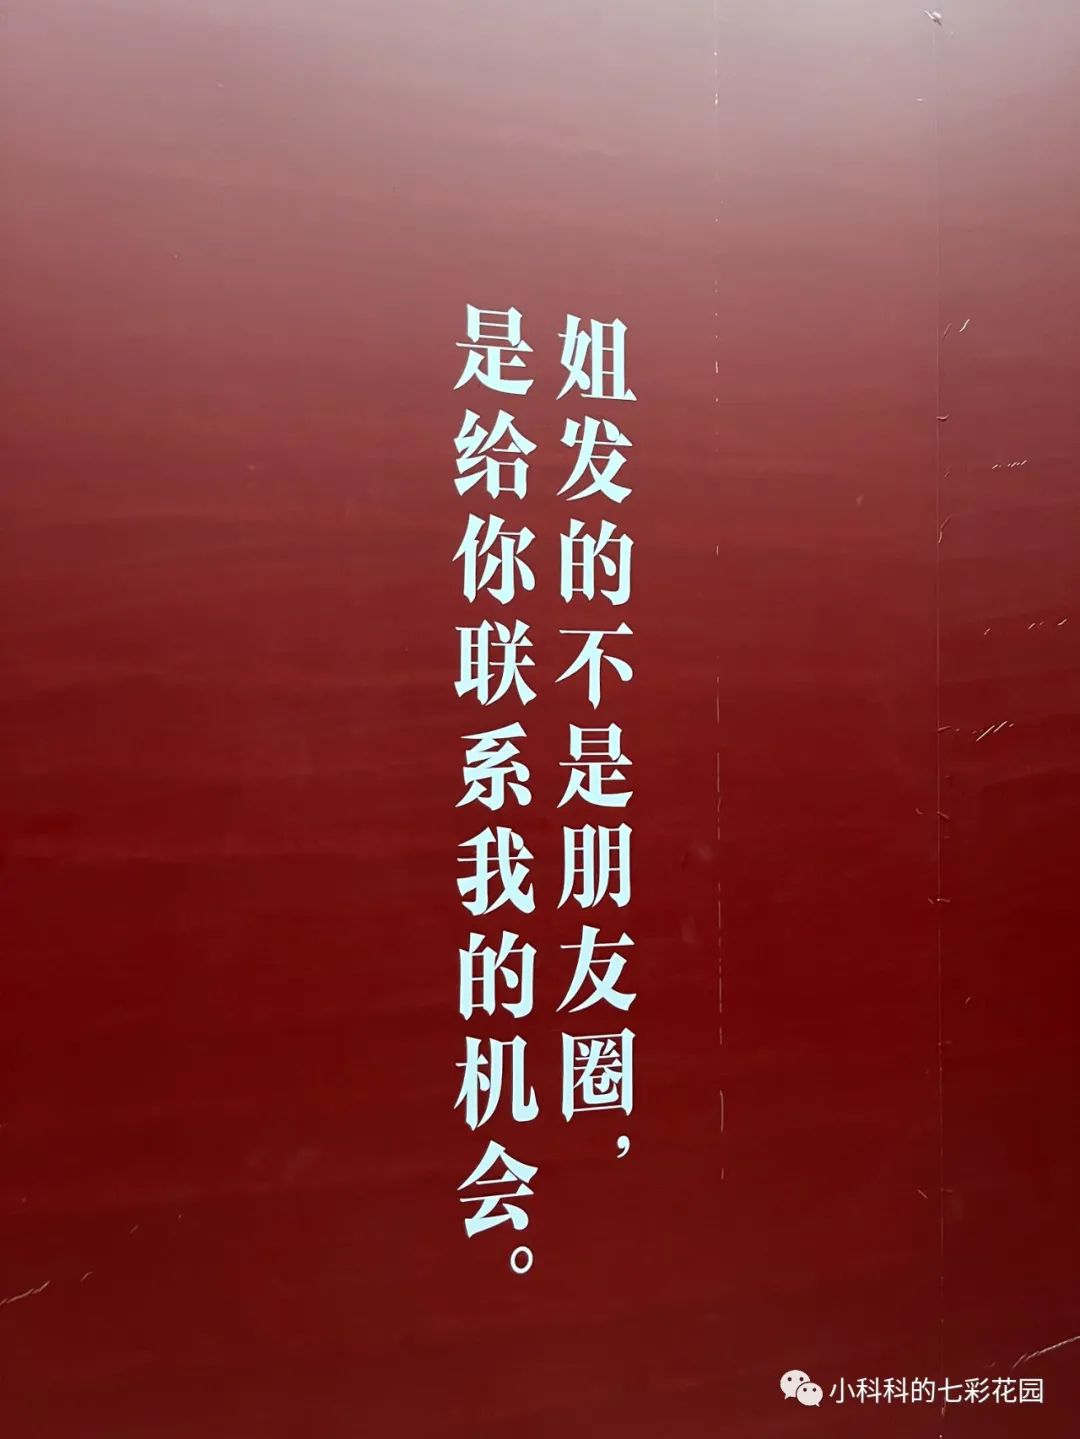 姐发的不是朋友圈，
是给你联系我的机会。
小科科的七彩花园